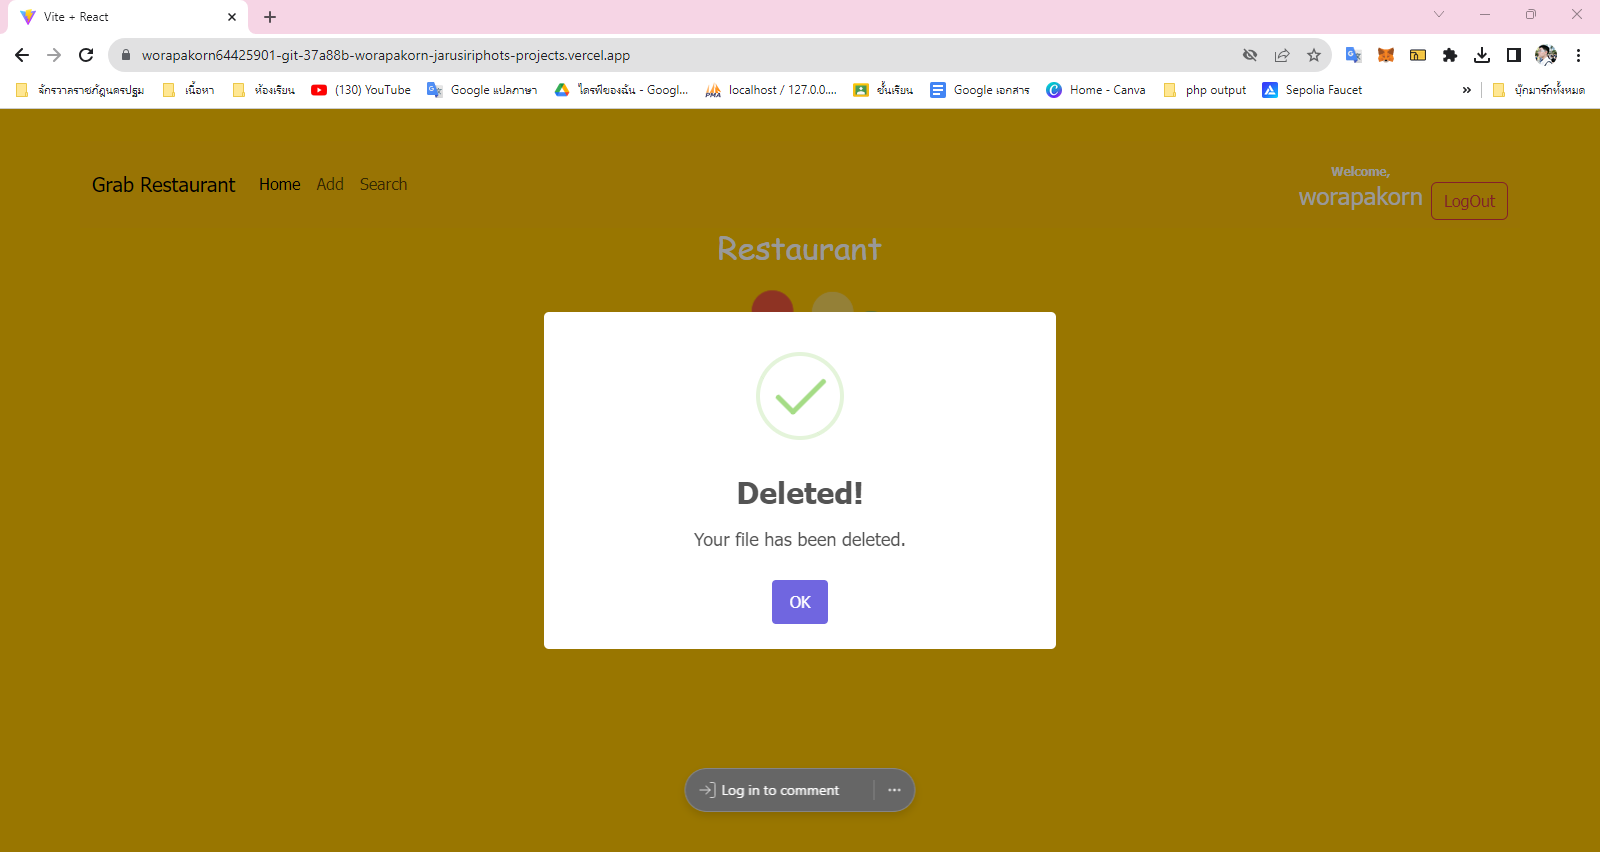 Vite + React
worapakorn64425901-git-37a88b-worapakorn-jarusiriphots-projects.vercel.app
จักรวาลราชภัฏนครปฐม เนื้อหา ห้องเรียน (130) YouTube Google แปลภาษา ไดรฟ์ของฉัน - Googl... localhost / 127.0.0.... ชั้นเรียน Google เอกสาร Home - Canva php output Sepolia Faucet » บุ๊กมาร์กทั้งหมด
Welcome,
Grab Restaurant Home Add Search worapakorn LogOut
Restaurant
Deleted!
Your file has been deleted.
OK
Log in to comment